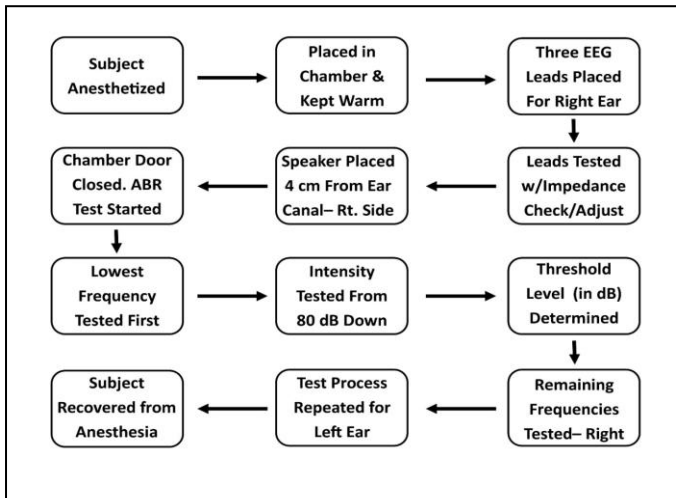 Subject
Anesthetized
Placed in
Chamber &
Kept Warm
Three EEG
Leads Placed
For Right Ear
Leads Tested
w/Impedance
Check/Adjust
Speaker Placed
4 cm From Ear
Canal– Rt. Side
Chamber Door
Closed. ABR
Test Started
Lowest
Frequency
Tested First
Intensity
Tested From
80 dB Down
Threshold
Level (in dB)
Determined
Remaining
Frequencies
Tested– Right
Test Process
Repeated for
Left Ear
Subject
Recovered from
Anesthesia